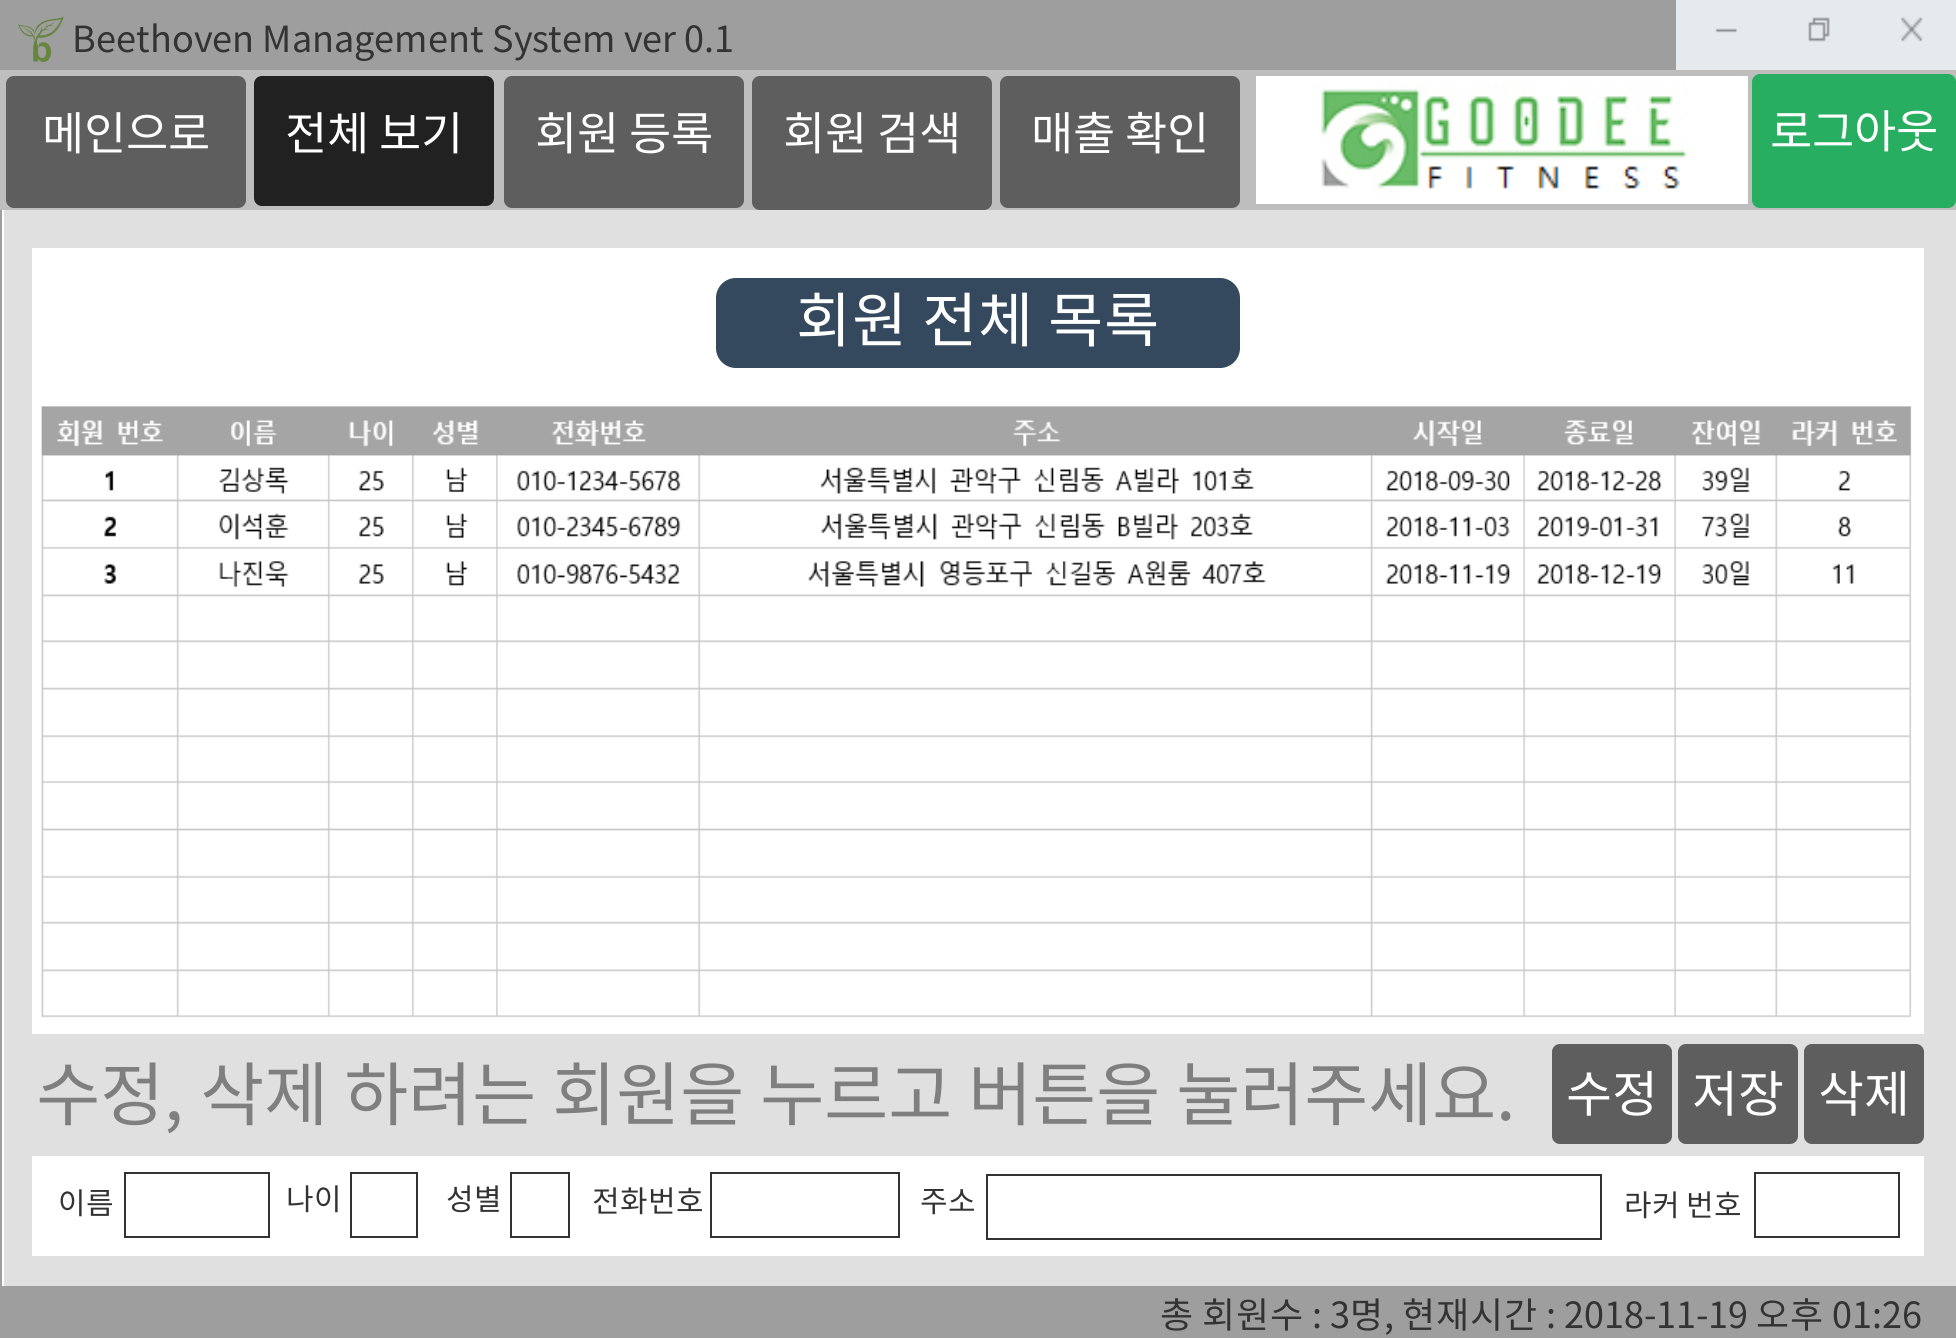 Beethoven Management System ver 0.1
메인으로 전체 보기 회원 등록 회원 검색 매출 확인 GOODEE FITNESS 로그아웃
회원 전체 목록
회원 번호 이름 나이 성별 전화번호 주소 시작일 종료일 잔여일 라커 번호
1 김상록 25 남 010-1234-5678 서울특별시 관악구 신림동 A빌라 101호 2018-09-30 2018-12-28 39일 2
2 이석훈 25 남 010-2345-6789 서울특별시 관악구 신림동 B빌라 203호 2018-11-03 2019-01-31 73일 8
3 나진욱 25 남 010-9876-5432 서울특별시 영등포구 신길동 A원룸 407호 2018-11-19 2018-12-19 30일 11
수정, 삭제 하려는 회원을 누르고 버튼을 눌러주세요. 수정 저장 삭제
이름 나이 성별 전화번호 주소 라커 번호
총 회원수 : 3명, 현재시간 : 2018-11-19 오후 01:26